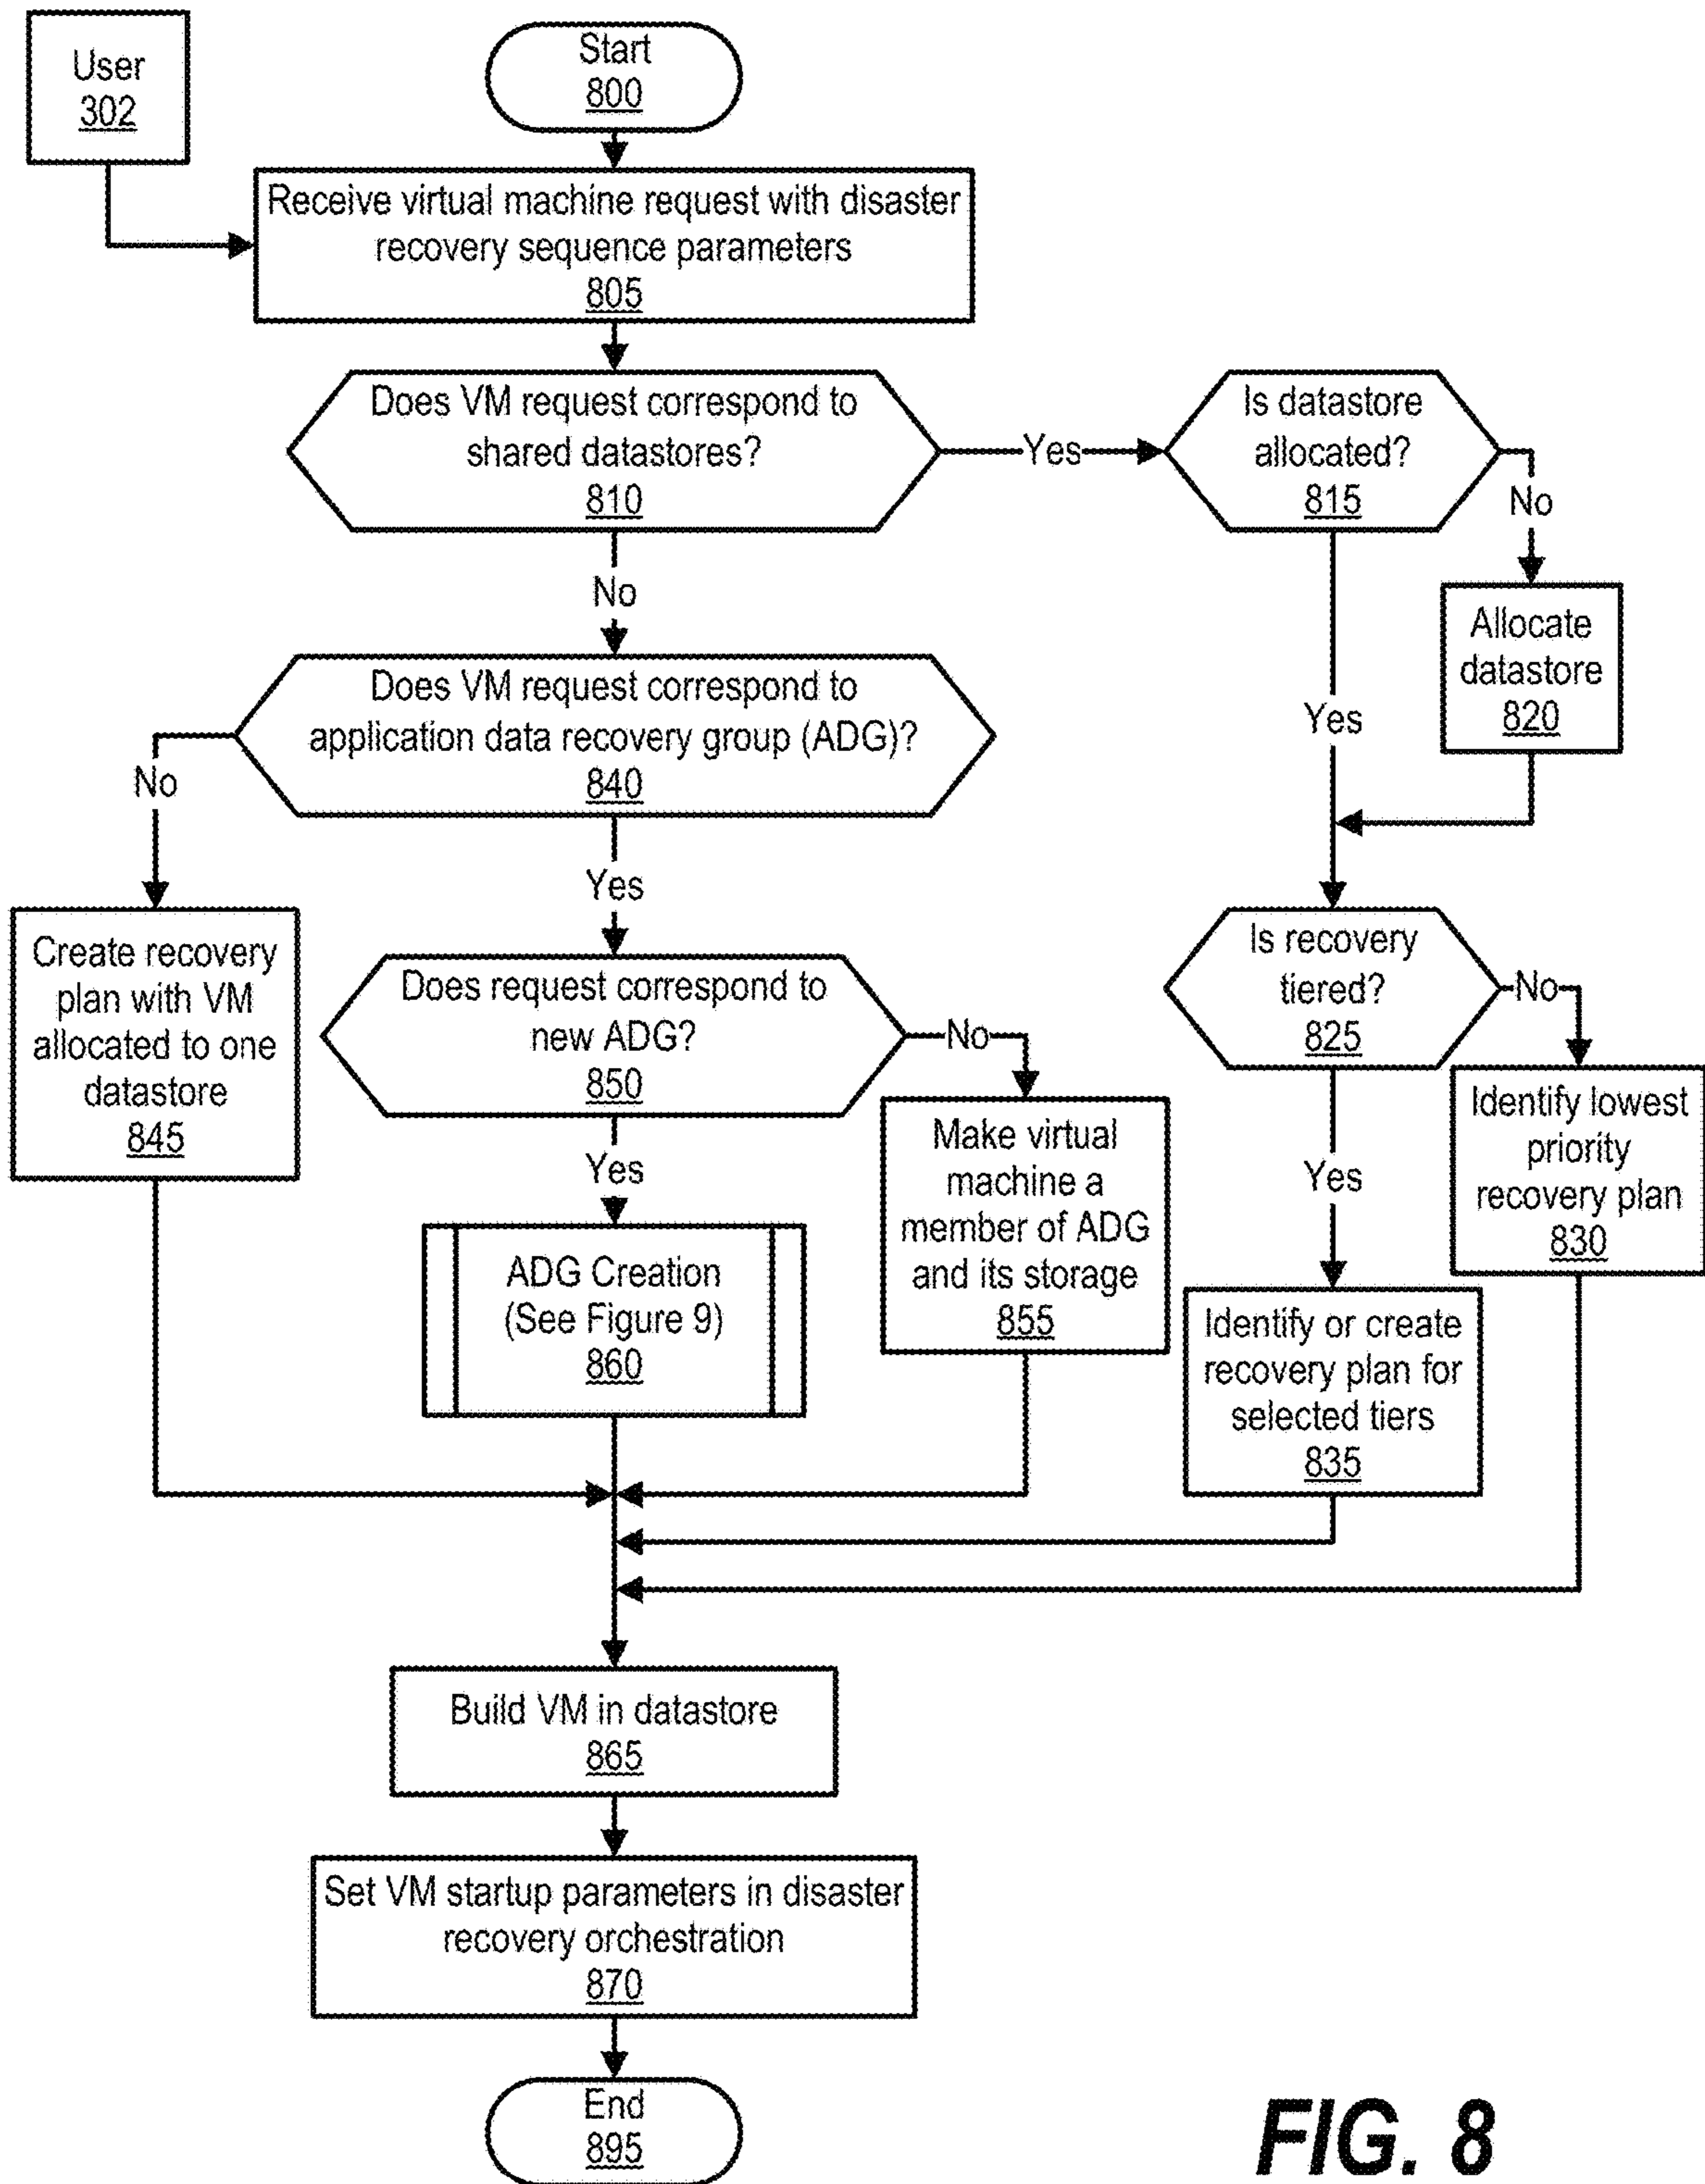 User
302
Start
800
Receive virtual machine request with disaster
recovery sequence parameters
805
Does VM request correspond to
shared datastores?
810
Yes
Is datastore
allocated?
815
No
Allocate
datastore
820
Yes
No
Does VM request correspond to
application data recovery group (ADG)?
840
No
Yes
Create recovery
plan with VM
allocated to one
datastore
845
Does request correspond to
new ADG?
850
No
Yes
Is recovery
tiered?
825
No
Yes
Identify lowest
priority
recovery plan
830
Make virtual
machine a
member of ADG
and its storage
855
ADG Creation
(See Figure 9)
860
Identify or create
recovery plan for
selected tiers
835
Build VM in datastore
865
Set VM startup parameters in disaster
recovery orchestration
870
End
895
FIG. 8